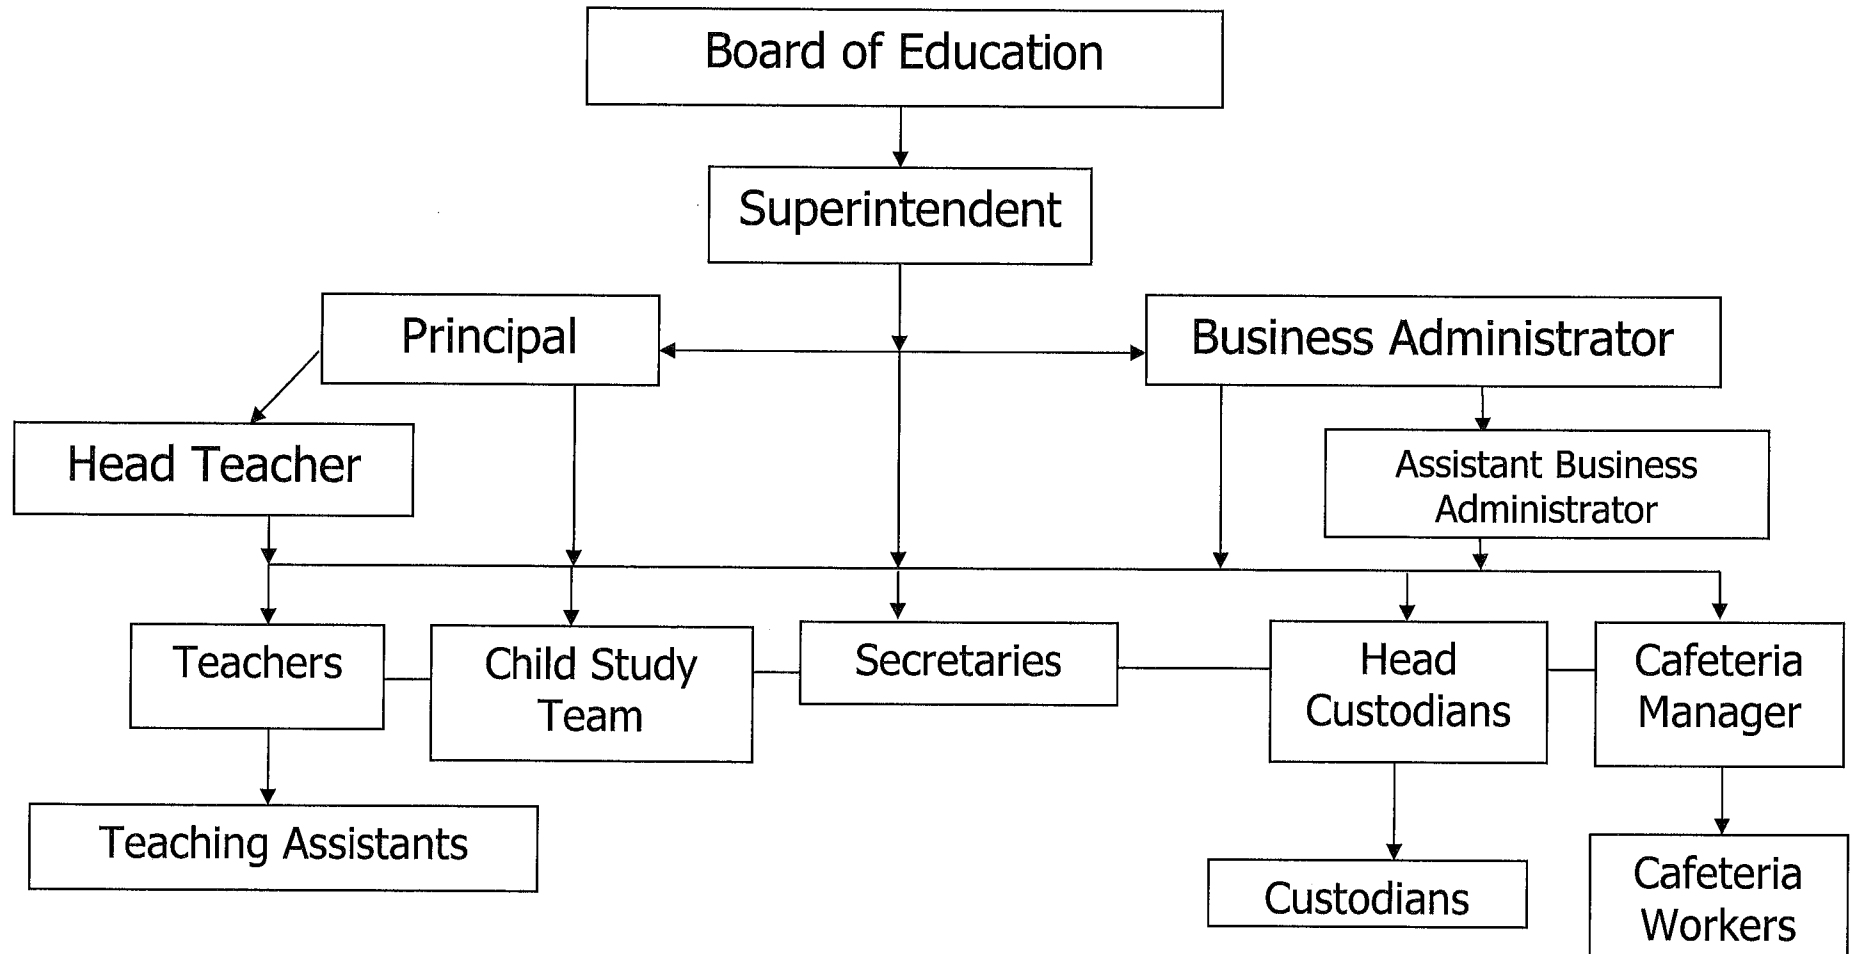 Board of Education
Superintendent
Principal
Business Administrator
Head Teacher
Assistant Business
Administrator
Teachers
Child Study
Team
Secretaries
Head
Custodians
Cafeteria
Manager
Teaching Assistants
Custodians
Cafeteria
Workers